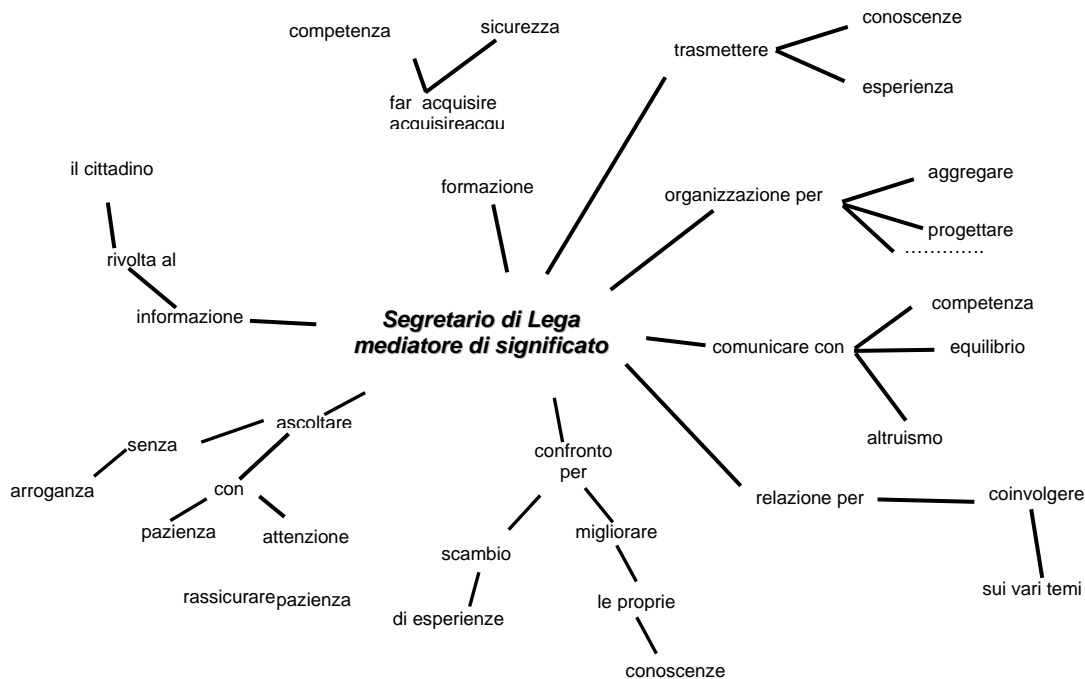 conoscenze
competenza
sicurezza
trasmettere
esperienza
far acquisire
acquisireacqu
il cittadino
formazione
organizzazione per
aggregare
progettare
………….
rivolta al
informazione
Segretario di Lega
mediatore di significato
competenza
comunicare con
equilibrio
altruismo
ascoltare
senza
arroganza
con
pazienza
attenzione
rassicurare
pazienza
confronto
per
scambio
di esperienze
migliorare
le proprie
conoscenze
relazione per
coinvolgere
sui vari temi